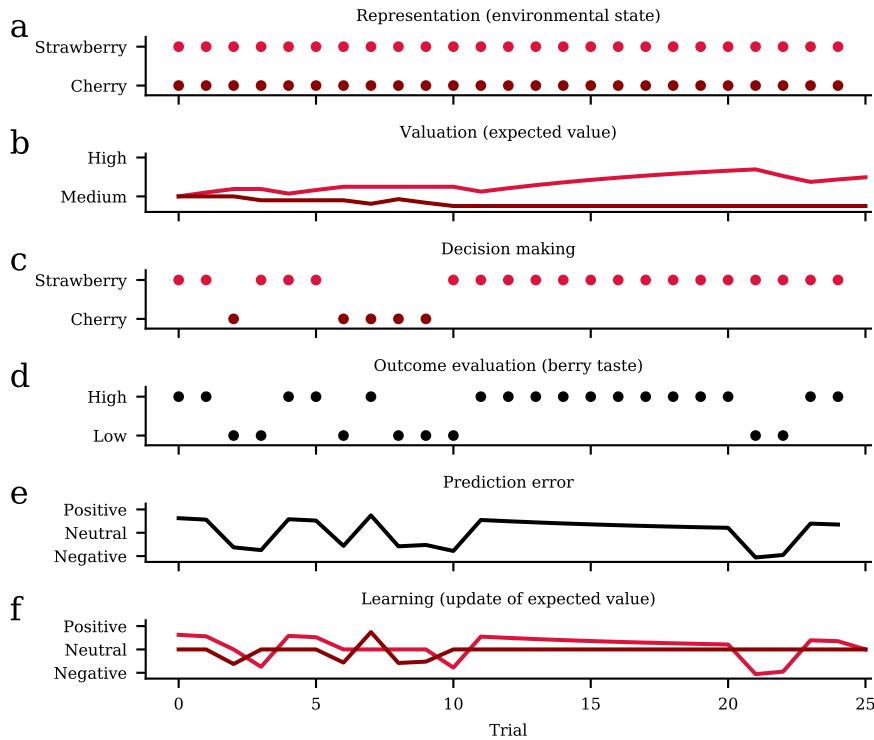 a
Representation (environmental state)
Strawberry
Cherry
b
Valuation (expected value)
High
Medium
c
Decision making
Strawberry
Cherry
d
Outcome evaluation (berry taste)
High
Low
e
Prediction error
Positive
Neutral
Negative
f
Learning (update of expected value)
Positive
Neutral
Negative
0 5 10 15 20 25
Trial